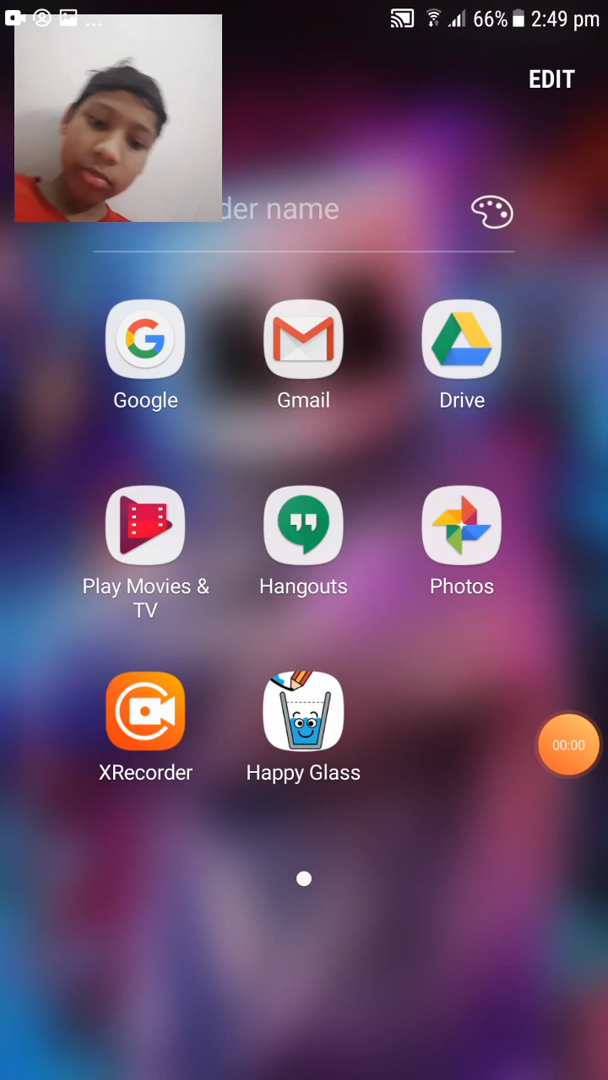 ... 66% 2:49 pm
EDIT
der name
Google Gmail Drive
Play Movies & TV Hangouts Photos
XRecorder Happy Glass
00:00